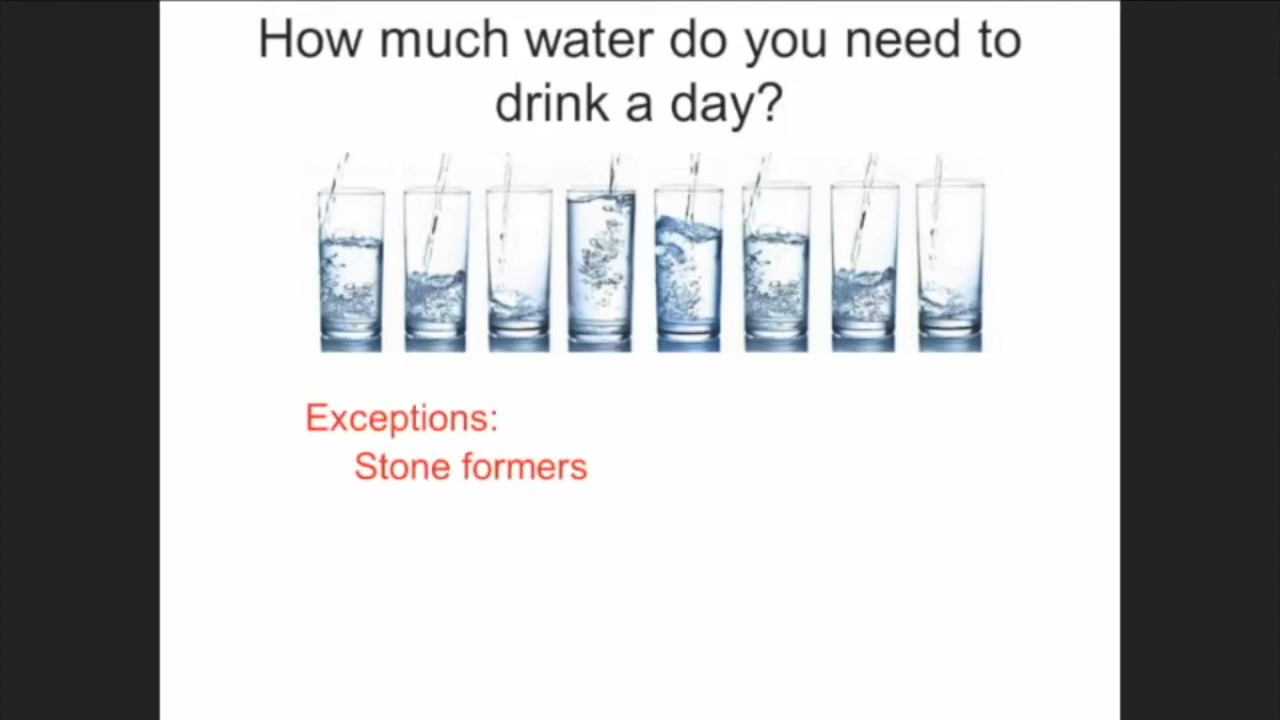 How much water do you need to
drink a day?
Exceptions:
Stone formers